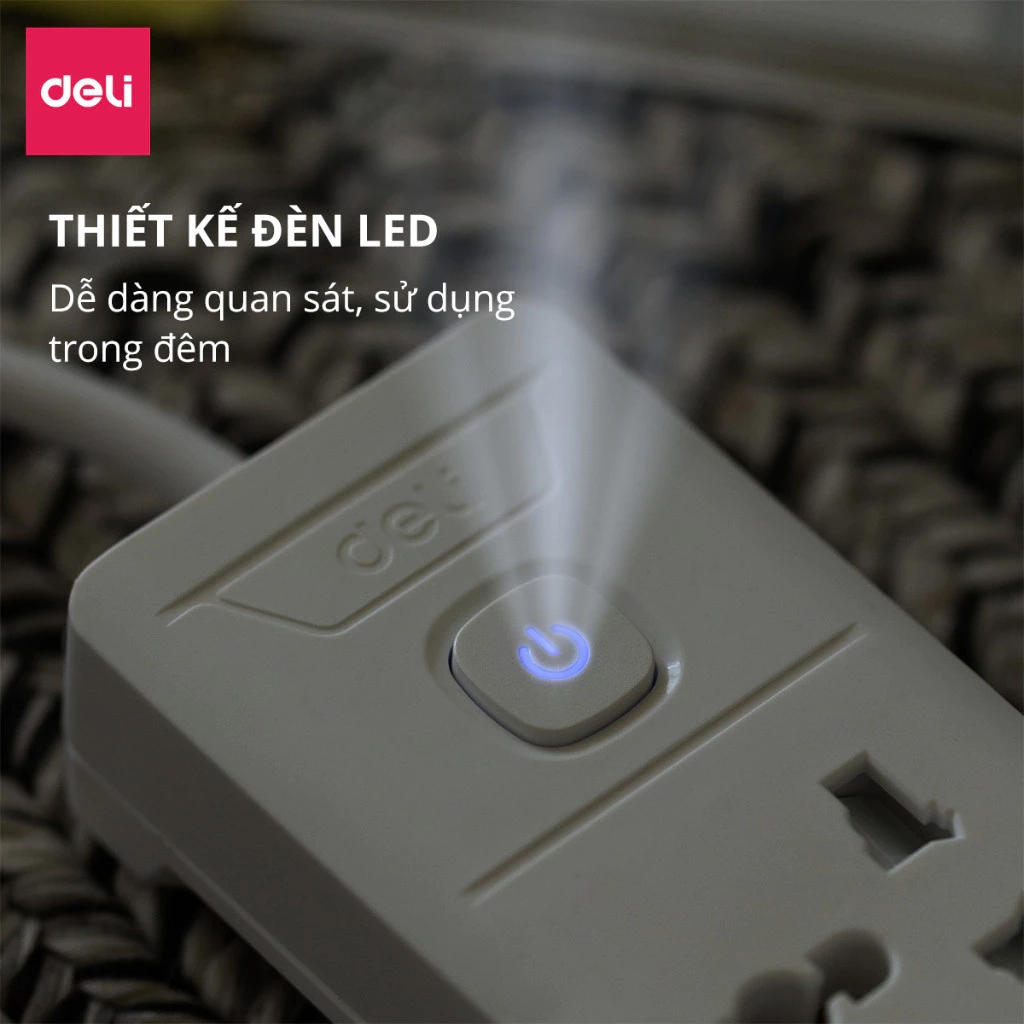 deli
THIẾT KẾ ĐÈN LED
Dễ dàng quan sát, sử dụng
trong đêm
deli